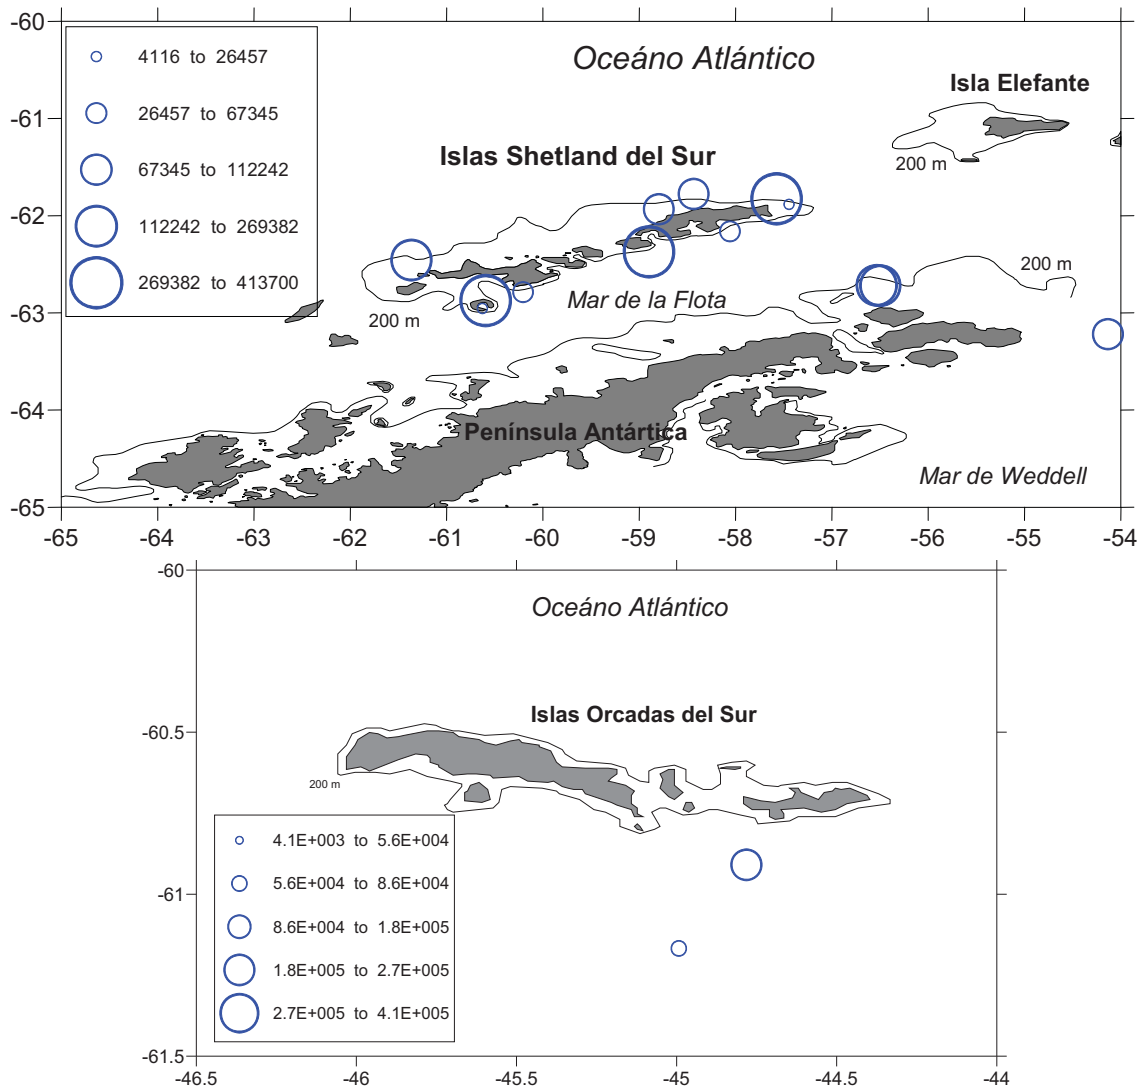 -60
4116 to 26457
26457 to 67345
67345 to 112242
112242 to 269382
269382 to 413700
Oceáno Atlántico
Isla Elefante
-61
200 m
Islas Shetland del Sur
-62
200 m
Mar de la Flota
-63
200 m
-64
Península Antártica
Mar de Weddell
-65
-65 -64 -63 -62 -61 -60 -59 -58 -57 -56 -55 -54
-60
Oceáno Atlántico
Islas Orcadas del Sur
-60.5
200 m
4.1E+003 to 5.6E+004
5.6E+004 to 8.6E+004
8.6E+004 to 1.8E+005
1.8E+005 to 2.7E+005
2.7E+005 to 4.1E+005
-61
-61.5
-46.5 -46 -45.5 -45 -44.5 -44